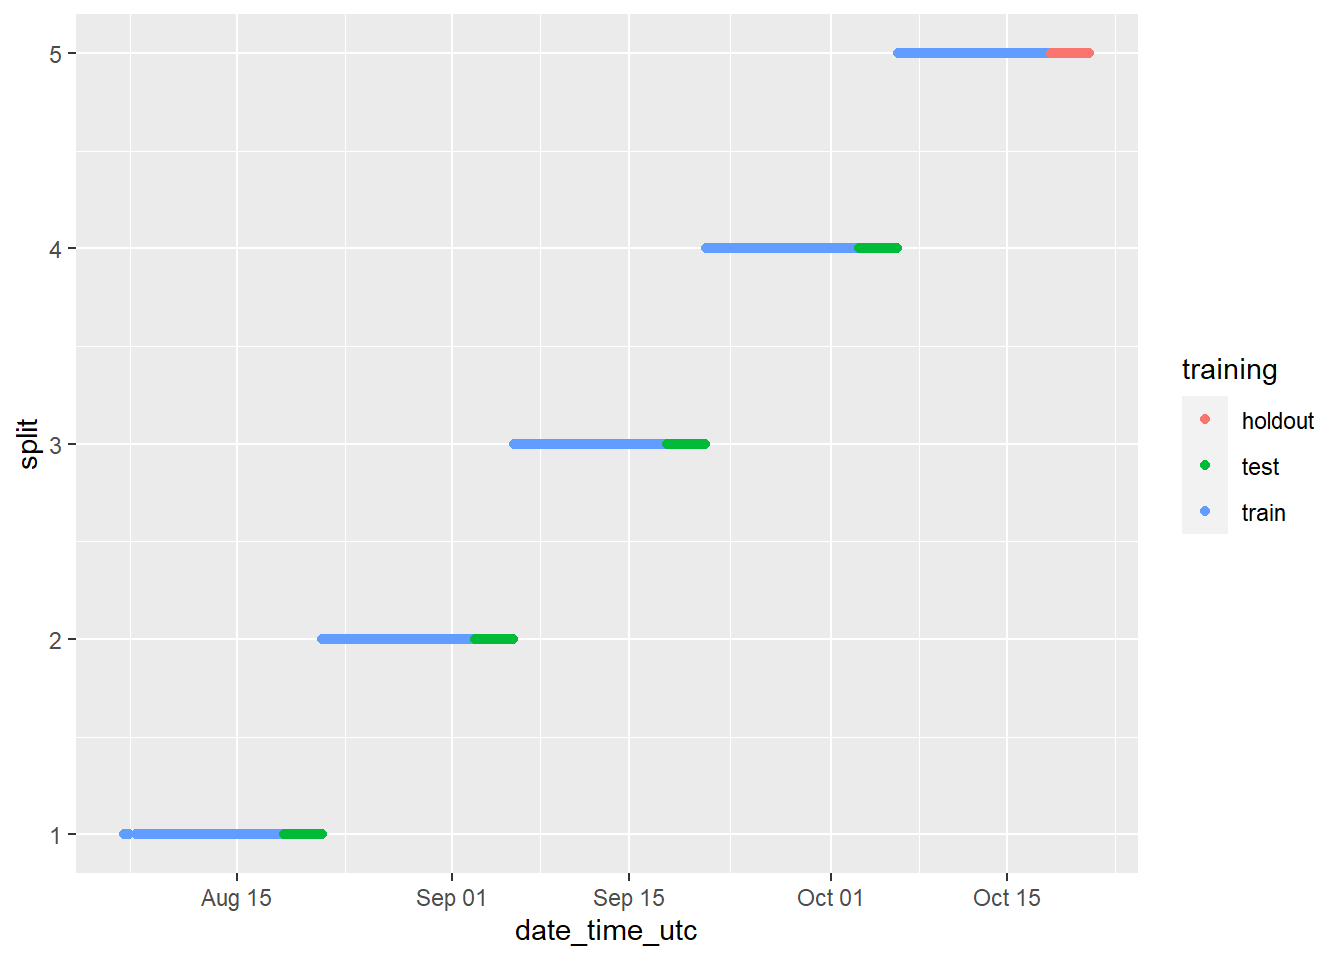 5
4
3
2
1
split
Aug 15
Sep 01
Sep 15
Oct 01
Oct 15
date_time_utc
training
holdout
test
train